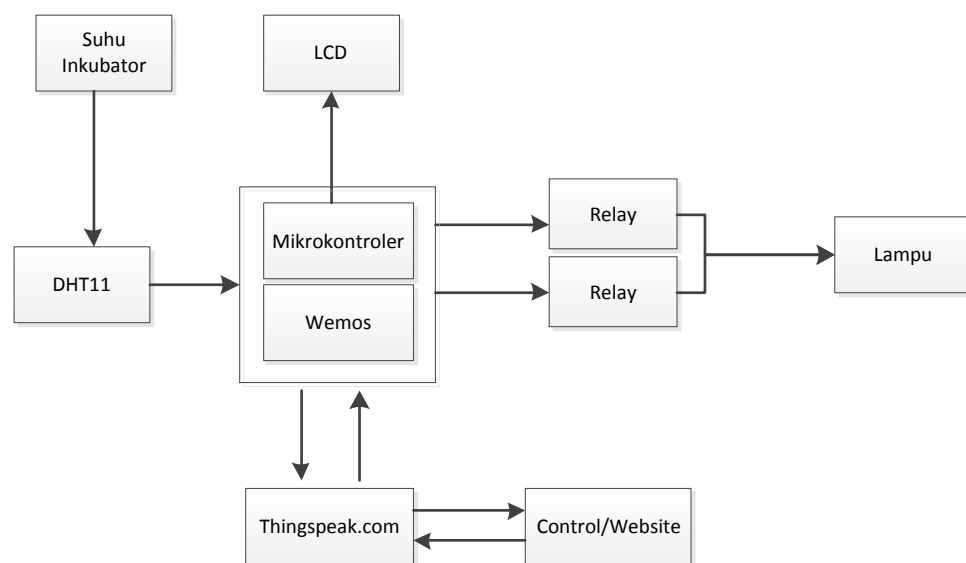 Suhu
Inkubator
LCD
Relay
Mikrokontroler
Lampu
DHT11
Relay
Wemos
Thingspeak.com
Control/Website